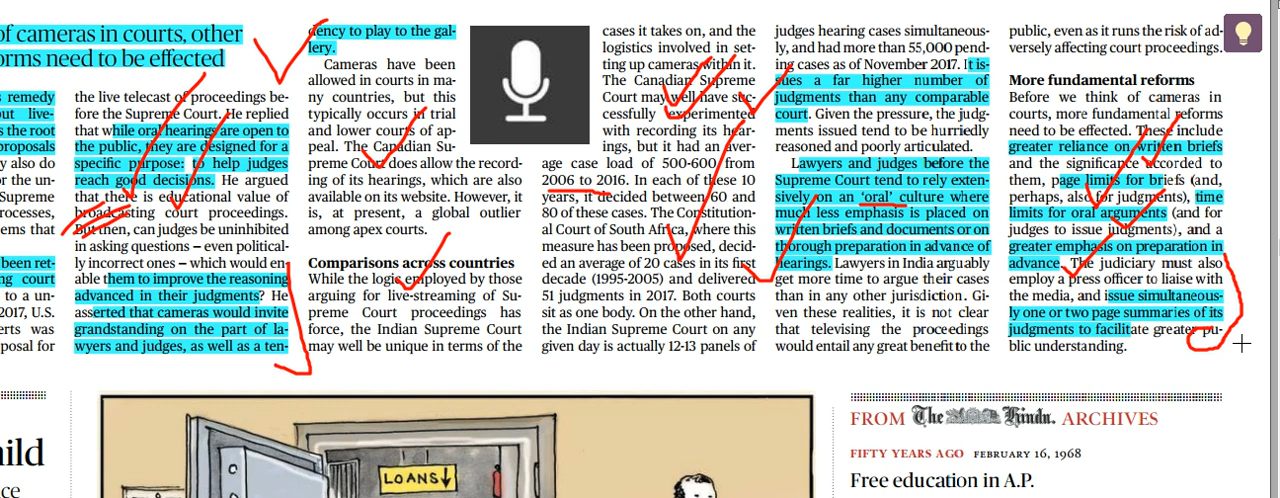 of cameras in courts, other
orms need to be effected
s remedy
out live-
s the root
proposals
y also do
or the un-
Supreme
rocesses,
ems that
been ret-
ng court
to a un-
2017, U.S.
erts was
posal for
the live telecast of proceedings be-
fore the Supreme Court. He replied
that while oral hearings are open to
the public, they are designed for a
specific purpose: to help judges
reach good decisions. He argued
that there is educational value of
broadcasting court proceedings.
But then, can judges be uninhibited
in asking questions – even political-
ly incorrect ones – which would en-
able them to improve the reasoning
advanced in their judgments? He
asserted that cameras would invite
grandstanding on the part of la-
wyers and judges, as well as a ten-
dency to play to the gal-
lery.
Cameras have been
allowed in courts in ma-
ny countries, but this
typically occurs in trial
and lower courts of ap-
peal. The Canadian Su-
preme Court does allow the record-
ing of its hearings, which are also
available on its website. However, it
is, at present, a global outlier
among apex courts.
Comparisons across countries
While the logic employed by those
arguing for live-streaming of Su-
preme Court proceedings has
force, the Indian Supreme Court
may well be unique in terms of the
cases it takes on, and the
logistics involved in set-
ting up cameras within it.
The Canadian Supreme
Court may well have suc-
cessfully experimented
with recording its hear-
ings, but it had an aver-
age case load of 500-600 from
2006 to 2016. In each of these 10
years, it decided between 60 and
80 of these cases. The Constitution-
al Court of South Africa, where this
measure has been proposed, decid-
ed an average of 20 cases in its first
decade (1995-2005) and delivered
51 judgments in 2017. Both courts
sit as one body. On the other hand,
the Indian Supreme Court on any
given day is actually 12-13 panels of
judges hearing cases simultaneous-
ly, and had more than 55,000 pend-
ing cases as of November 2017. It is-
sues a far higher number of
judgments than any comparable
court. Given the pressure, the judg-
ments issued tend to be hurriedly
reasoned and poorly articulated.
Lawyers and judges before the
Supreme Court tend to rely exten-
sively on an ‘oral’ culture where
much less emphasis is placed on
written briefs and documents or on
thorough preparation in advance of
hearings. Lawyers in India arguably
get more time to argue their cases
than in any other jurisdiction. Gi-
ven these realities, it is not clear
that televising the proceedings
would entail any great benefit to the
public, even as it runs the risk of ad-
versely affecting court proceedings.
More fundamental reforms
Before we think of cameras in
courts, more fundamental reforms
need to be effected. These include
greater reliance on written briefs
and the significance accorded to
them, page limits for briefs (and,
perhaps, also for judgments), time
limits for oral arguments (and for
judges to issue judgments), and a
greater emphasis on preparation in
advance. The judiciary must also
employ a press officer to liaise with
the media, and issue simultaneous-
ly one or two page summaries of its
judgments to facilitate greater pu-
blic understanding.
hild
ce
LOANS
FROM The Hindu. ARCHIVES
FIFTY YEARS AGO FEBRUARY 16, 1968
Free education in A.P.